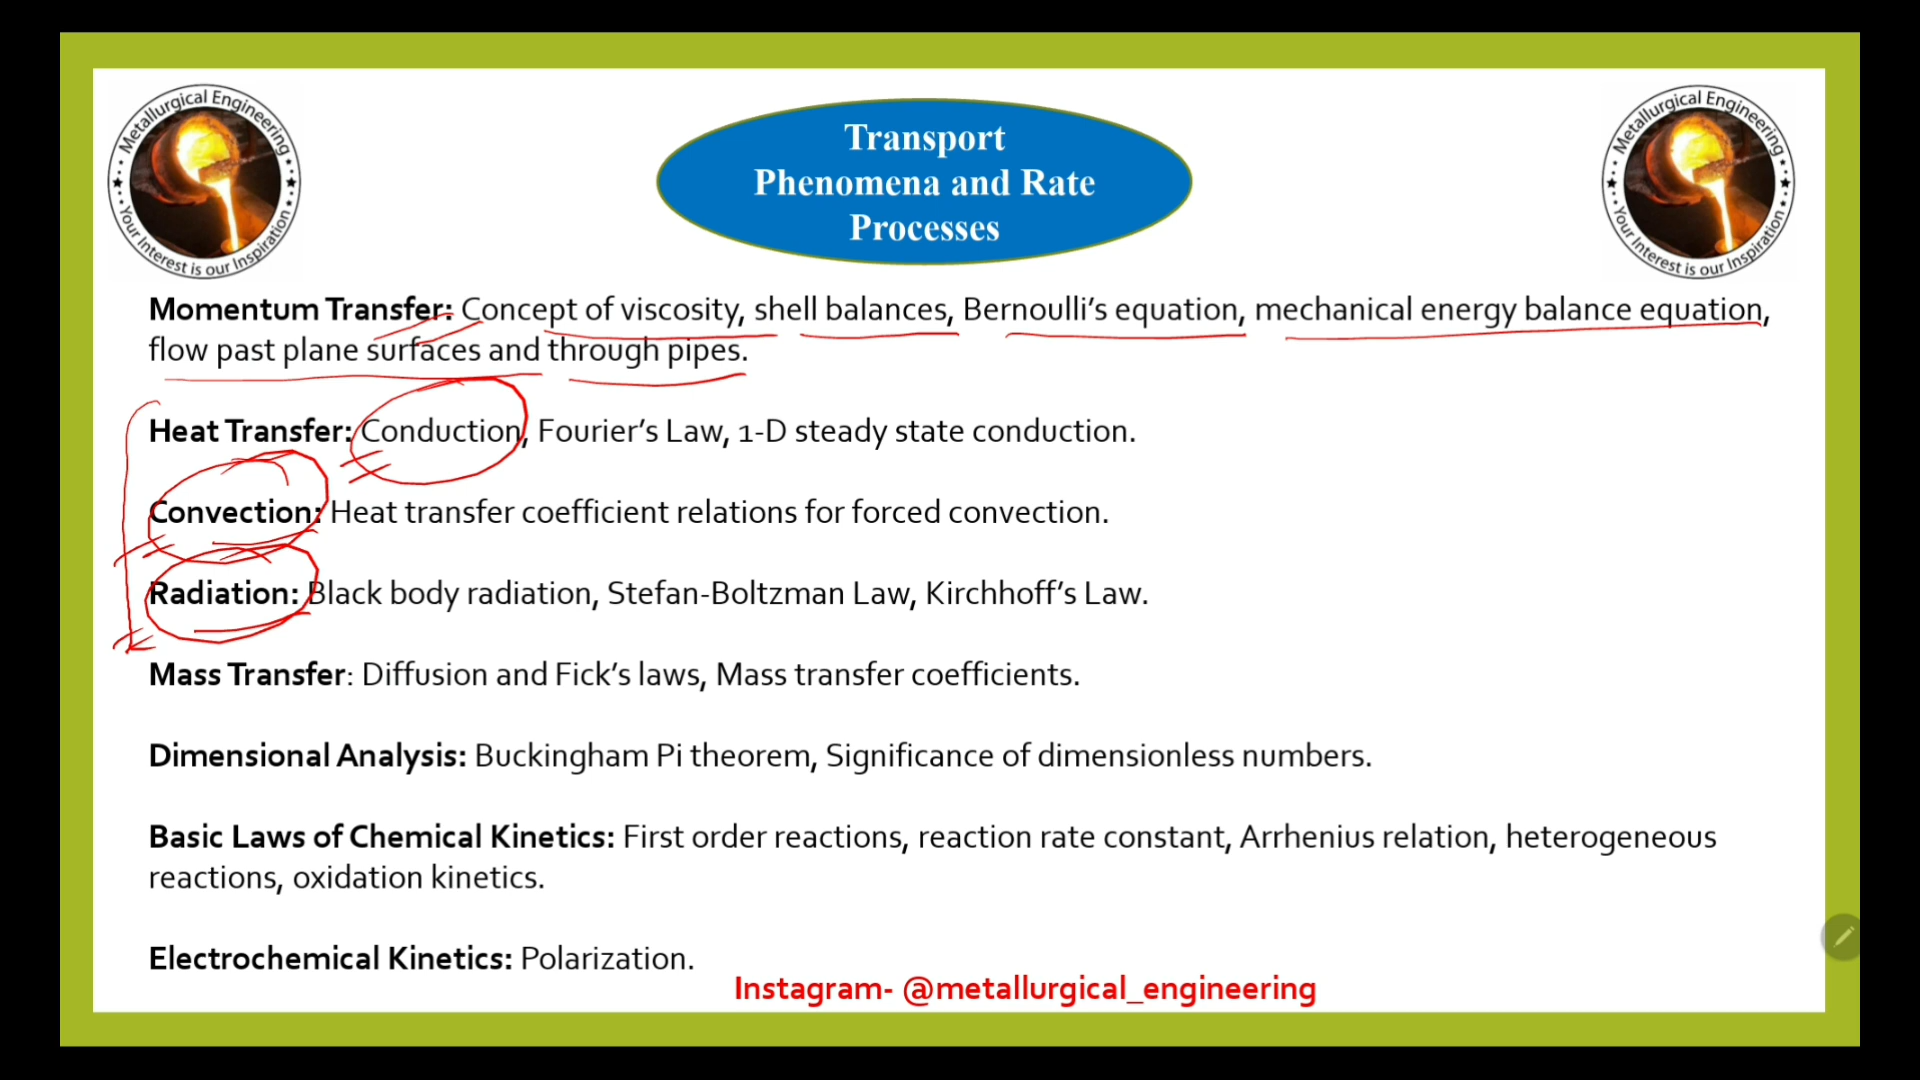 Metallurgical Engineering
Your Interest is our Inspiration
Transport
Phenomena and Rate
Processes
Metallurgical Engineering
Your Interest is our Inspiration
Momentum Transfer: Concept of viscosity, shell balances, Bernoulli’s equation, mechanical energy balance equation,
flow past plane surfaces and through pipes.
Heat Transfer: Conduction, Fourier’s Law, 1-D steady state conduction.
Convection: Heat transfer coefficient relations for forced convection.
Radiation: Black body radiation, Stefan-Boltzman Law, Kirchhoff’s Law.
Mass Transfer: Diffusion and Fick’s laws, Mass transfer coefficients.
Dimensional Analysis: Buckingham Pi theorem, Significance of dimensionless numbers.
Basic Laws of Chemical Kinetics: First order reactions, reaction rate constant, Arrhenius relation, heterogeneous
reactions, oxidation kinetics.
Electrochemical Kinetics: Polarization.
Instagram- @metallurgical_engineering